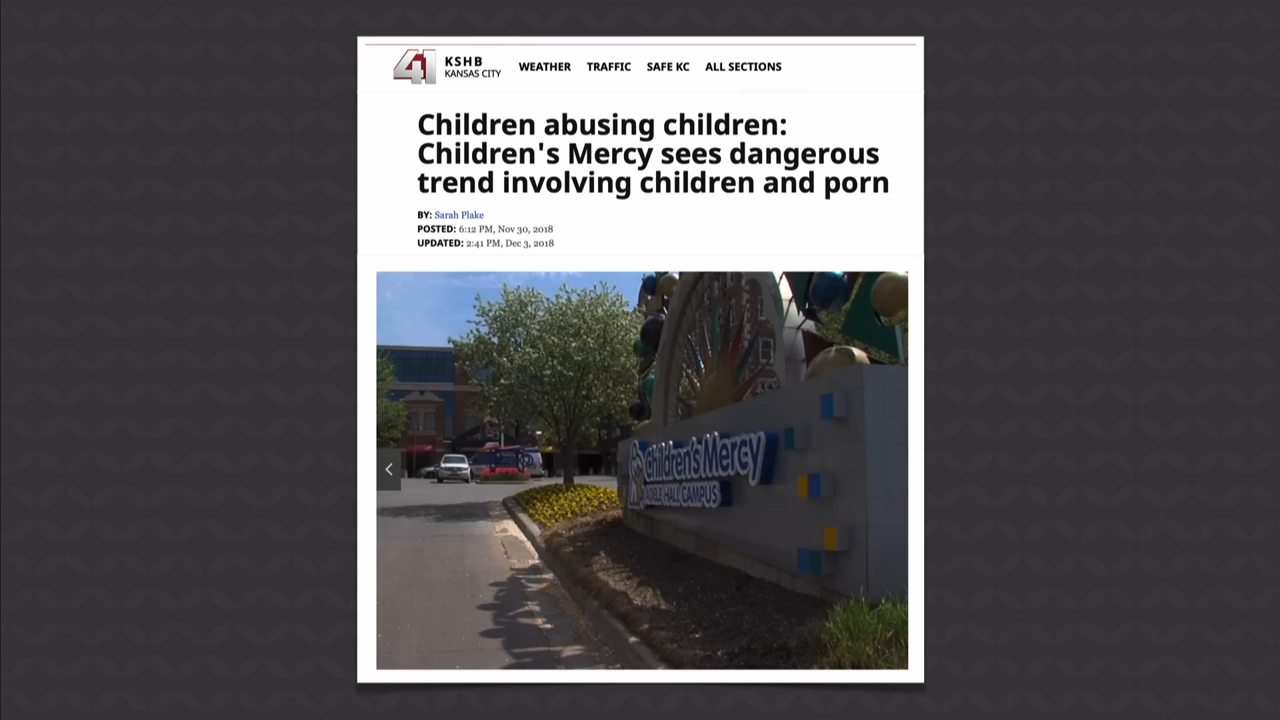 41 KSHB KANSAS CITY WEATHER TRAFFIC SAFE KC ALL SECTIONS
Children abusing children:
Children's Mercy sees dangerous
trend involving children and porn
BY: Sarah Plake
POSTED: 6:12 PM, Nov 30, 2018
UPDATED: 2:41 PM, Dec 3, 2018
Children's Mercy
ADELE HALL CAMPUS